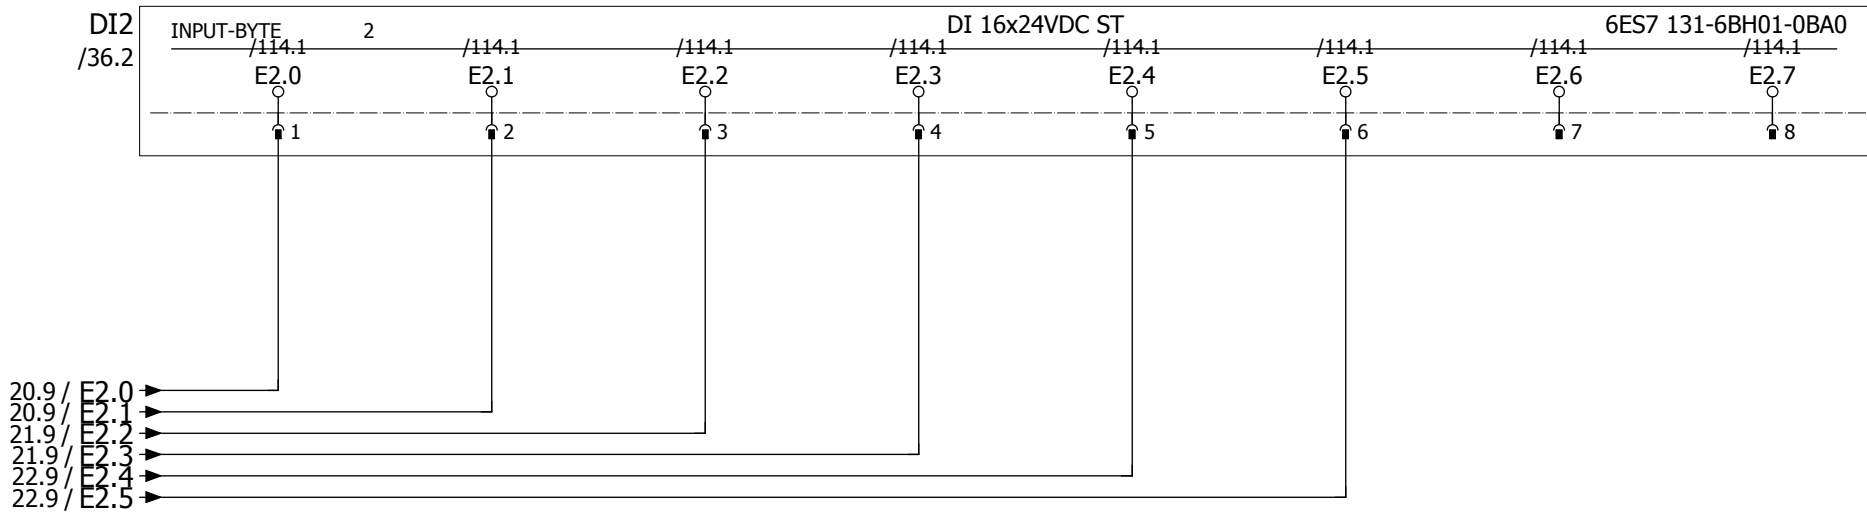 DI2 INPUT-BYTE 2 DI 16x24VDC ST 6ES7 131-6BH01-0BA0
/36.2 /114.1 /114.1 /114.1 /114.1 /114.1 /114.1 /114.1 /114.1
E2.0 E2.1 E2.2 E2.3 E2.4 E2.5 E2.6 E2.7
1 2 3 4 5 6 7 8
20.9 / E2.0
20.9 / E2.1
21.9 / E2.2
21.9 / E2.3
22.9 / E2.4
22.9 / E2.5